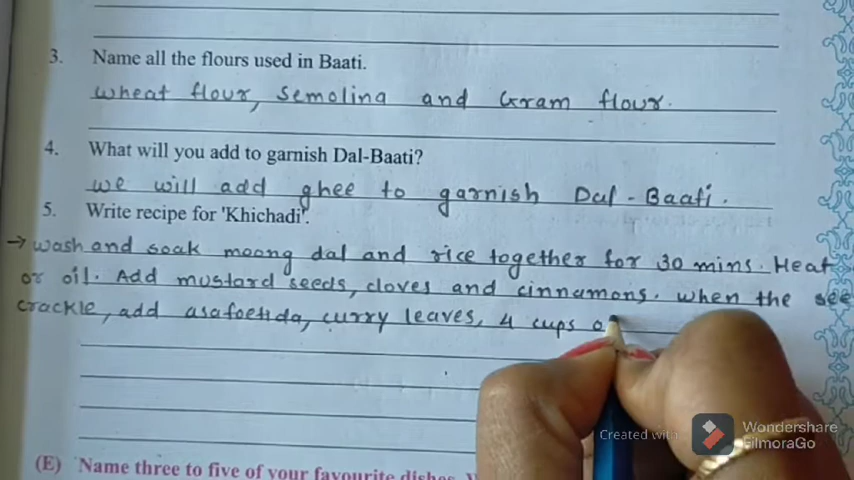 3. Name all the flours used in Baati.
wheat flour, semolina and Gram flour.
4. What will you add to garnish Dal-Baati?
we will add ghee to garnish Dal-Baati.
5. Write recipe for 'Khichadi'.
→ wash and soak moong dal and rice together for 30 mins. Heat
or oil. Add mustard seeds, cloves and cinnamons. when the see
crackle, add asafoetida, curry leaves, 4 cups o
Created with Wondershare FilmoraGo
(E) Name three to five of your favourite dishes.